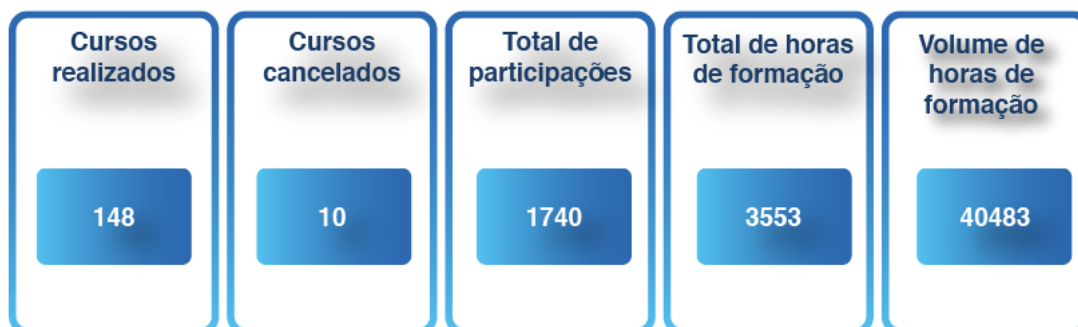 Cursos
realizados
148
Cursos
cancelados
10
Total de
participações
1740
Total de horas
de formação
3553
Volume de
horas de
formação
40483